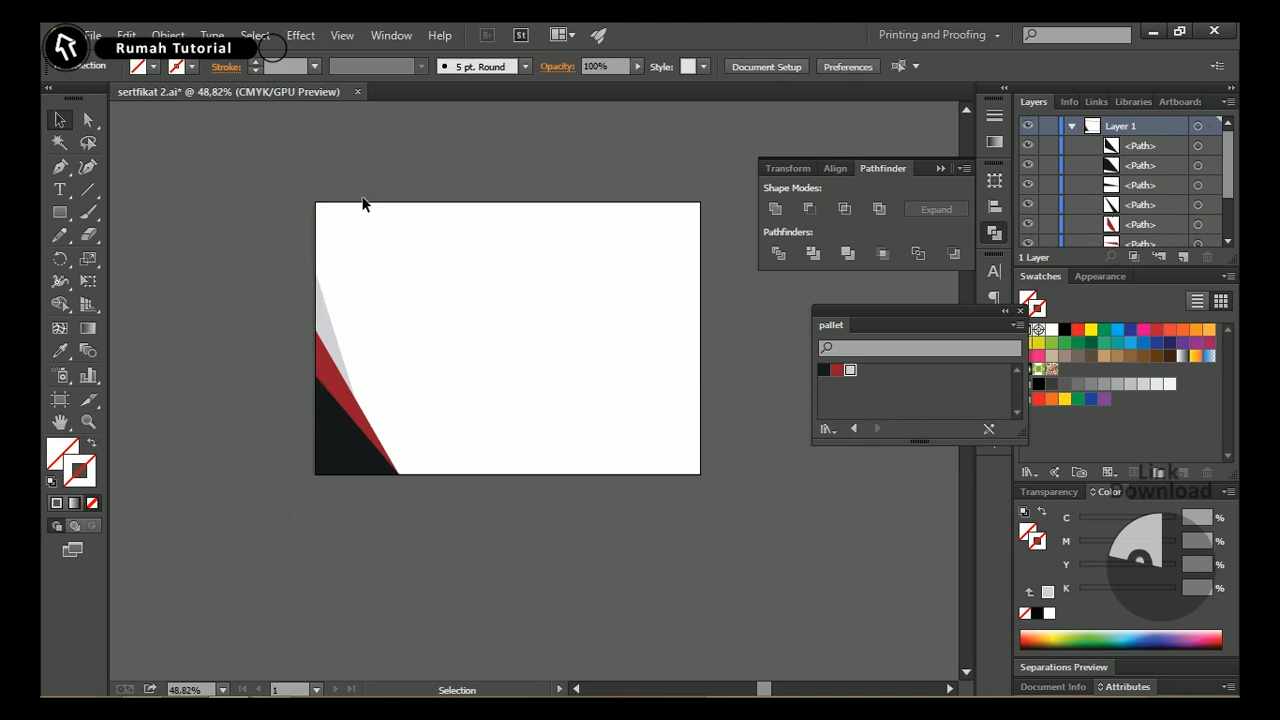 File Edit Object Type Select Effect View Window Help Br St Printing and Proofing
Rumah Tutorial
Selection Stroke: 5 pt. Round Opacity: 100% Style: Document Setup Preferences
sertfikat 2.ai* @ 48,82% (CMYK/GPU Preview) ×
Layers Info Links Libraries Artboards
Layer 1
<Path>
<Path>
<Path>
<Path>
<Path>
<Path>
1 Layer
Transform Align Pathfinder
Shape Modes:
Expand
Pathfinders:
Swatches Appearance
pallet
Link
Download
Transparency Color
C %
M %
Y %
K %
Separations Preview
Document Info Attributes
48,82% 1 Selection